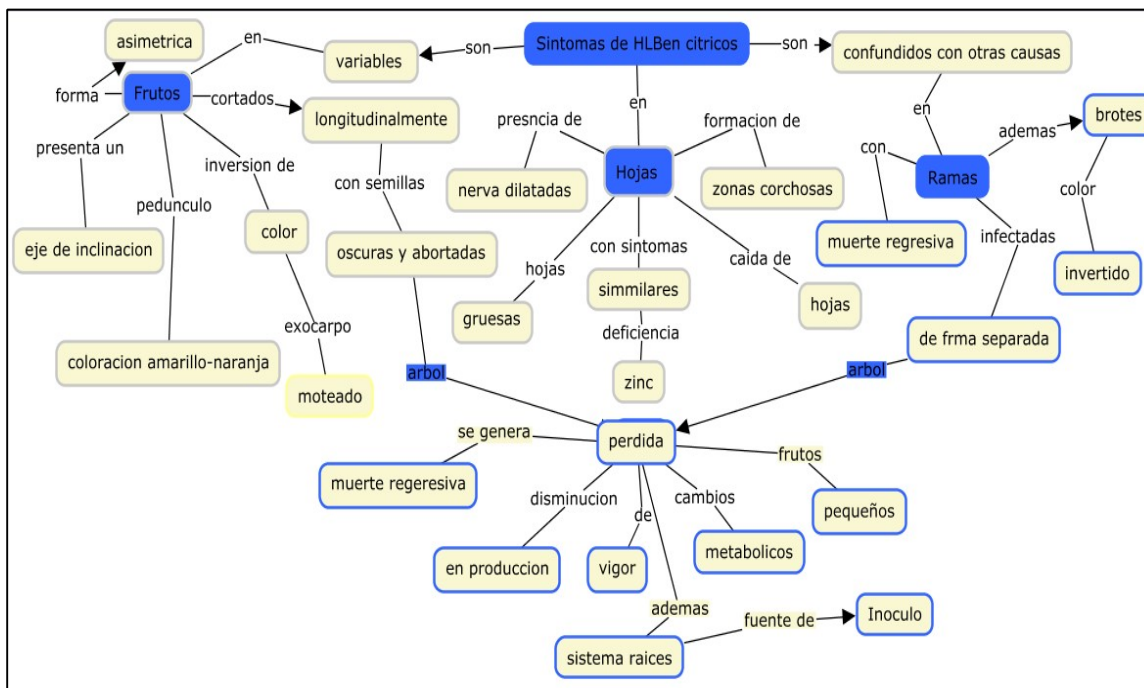 asimetrica
en
variables
son
Sintomas de HLBen citricos
son
confundidos con otras causas
forma
Frutos
cortados
longitudinalmente
en
presncia de
formacion de
en
ademas
brotes
presenta un
inversion de
con semillas
nerva dilatadas
Hojas
zonas corchosas
con
Ramas
color
pedunculo
eje de inclinacion
color
oscuras y abortadas
hojas
con sintomas
caida de
muerte regresiva
infectadas
invertido
gruesas
simmilares
hojas
exocarpo
deficiencia
de frma separada
coloracion amarillo-naranja
moteado
arbol
zinc
arbol
se genera
perdida
frutos
muerte regeresiva
disminucion
de
cambios
pequeños
en produccion
vigor
metabolicos
ademas
fuente de
Inoculo
sistema raices